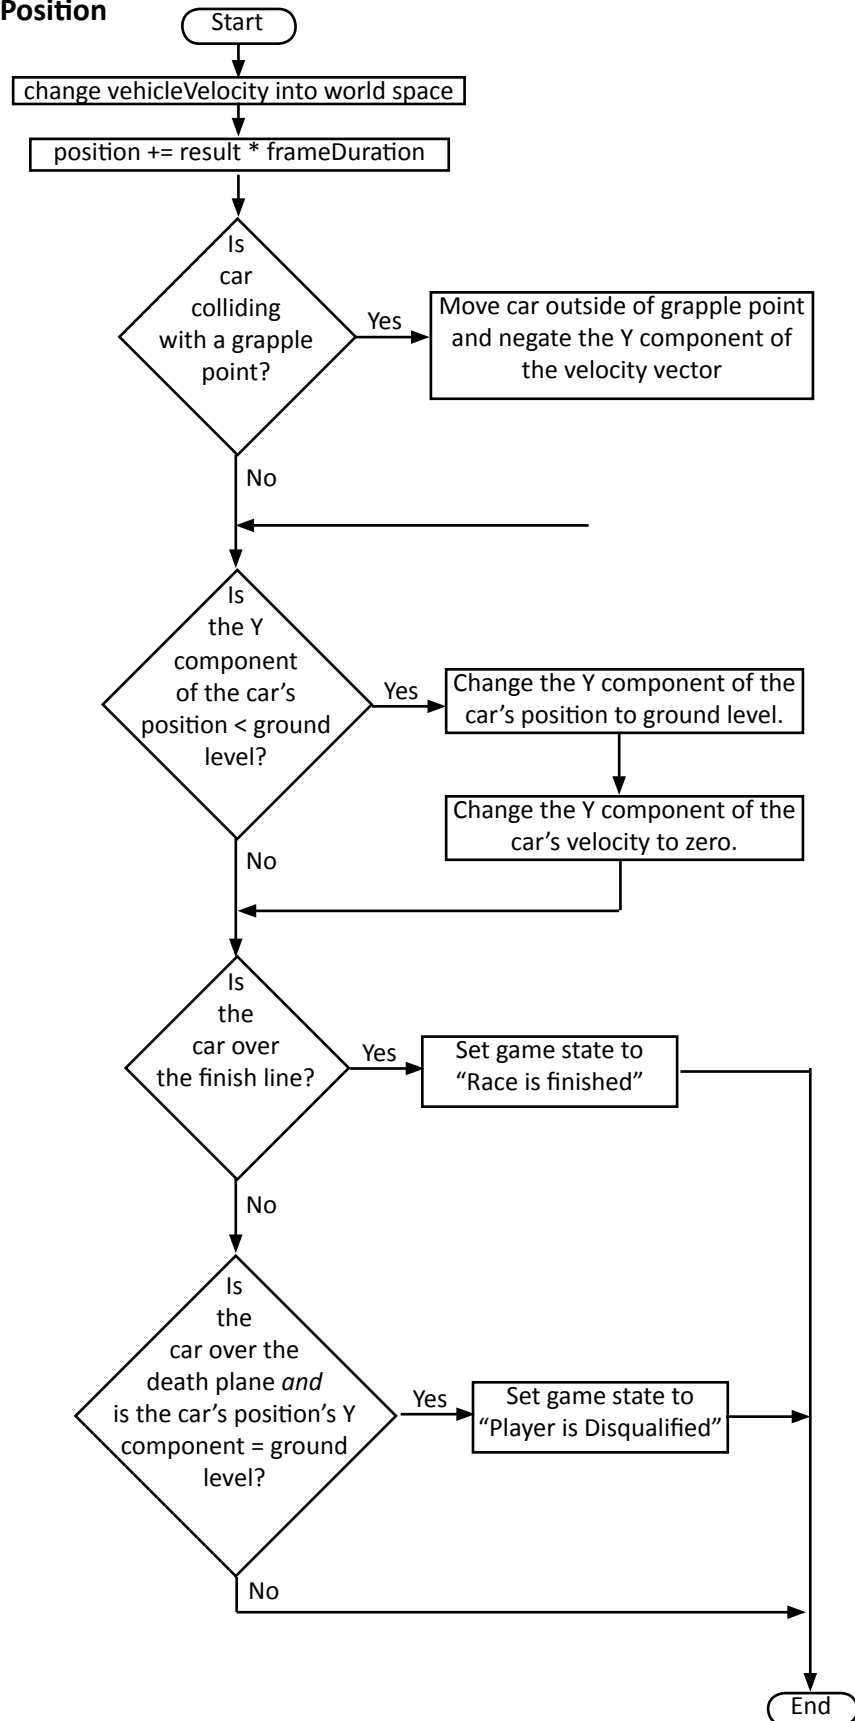 Position
Start
change vehicleVelocity into world space
position += result * frameDuration
Is
car
colliding
with a grapple
point?
Yes
Move car outside of grapple point
and negate the Y component of
the velocity vector
No
Is
the Y
component
of the car’s
position < ground
level?
Yes
Change the Y component of the
car’s position to ground level.
Change the Y component of the
car’s velocity to zero.
No
Is
the
car over
the finish line?
Yes
Set game state to
“Race is finished”
No
Is
the
car over the
death plane and
is the car’s position’s Y
component = ground
level?
Yes
Set game state to
“Player is Disqualified”
No
End